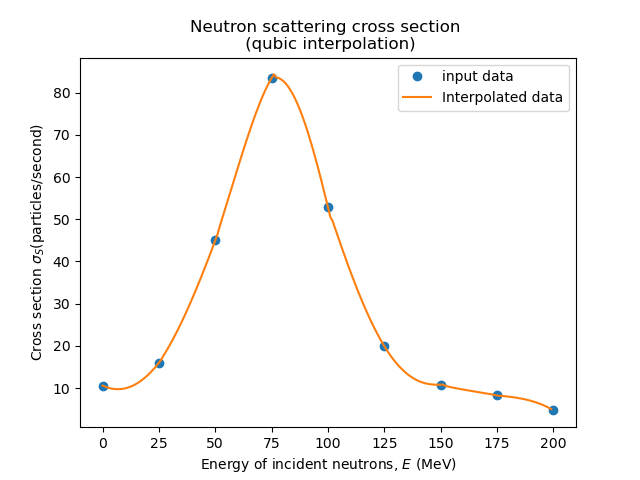 Neutron scattering cross section
(qubic interpolation)
input data
Interpolated data
Cross section σ_S(particles/second)
80
70
60
50
40
30
20
10
0 25 50 75 100 125 150 175 200
Energy of incident neutrons, E (MeV)